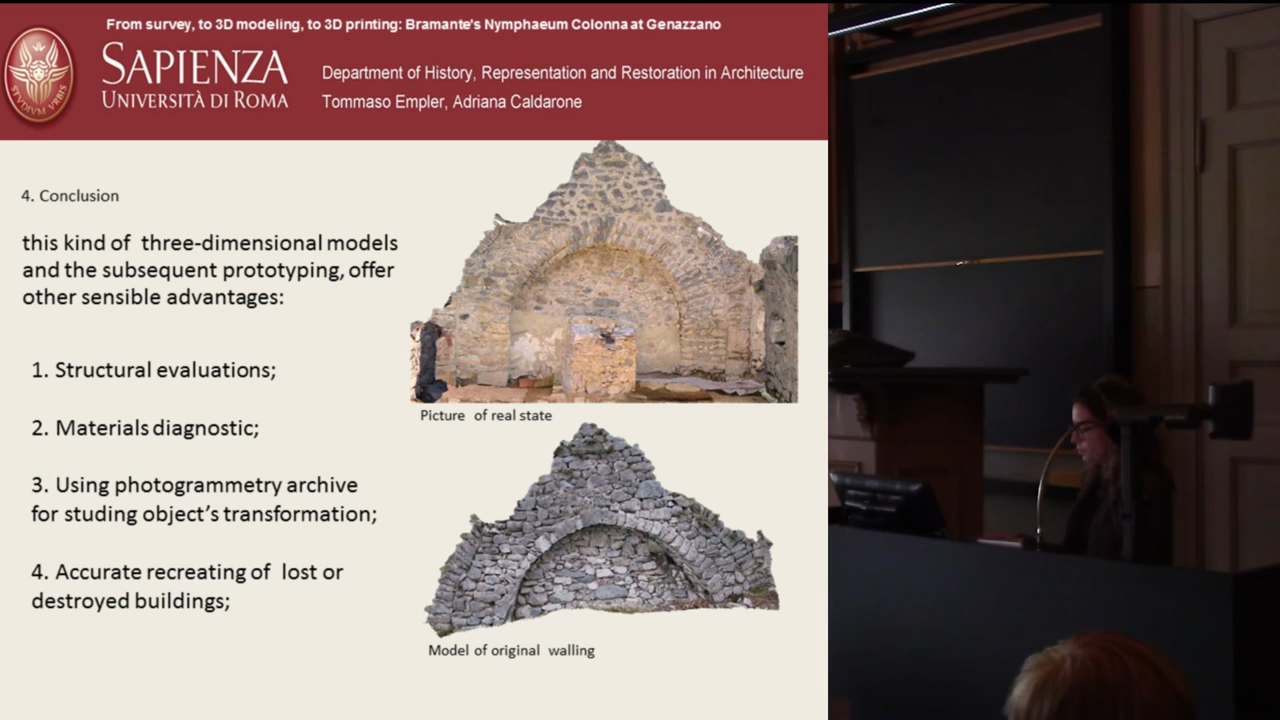 From survey, to 3D modeling, to 3D printing: Bramante's Nymphaeum Colonna at Genazzano
SAPIENZA
UNIVERSITÀ DI ROMA
STVDIVM VRBIS
Department of History, Representation and Restoration in Architecture
Tommaso Empler, Adriana Caldarone
4. Conclusion
this kind of three-dimensional models
and the subsequent prototyping, offer
other sensible advantages:
1. Structural evaluations;
2. Materials diagnostic;
3. Using photogrammetry archive
for studing object's transformation;
4. Accurate recreating of lost or
destroyed buildings;
Picture of real state
Model of original walling